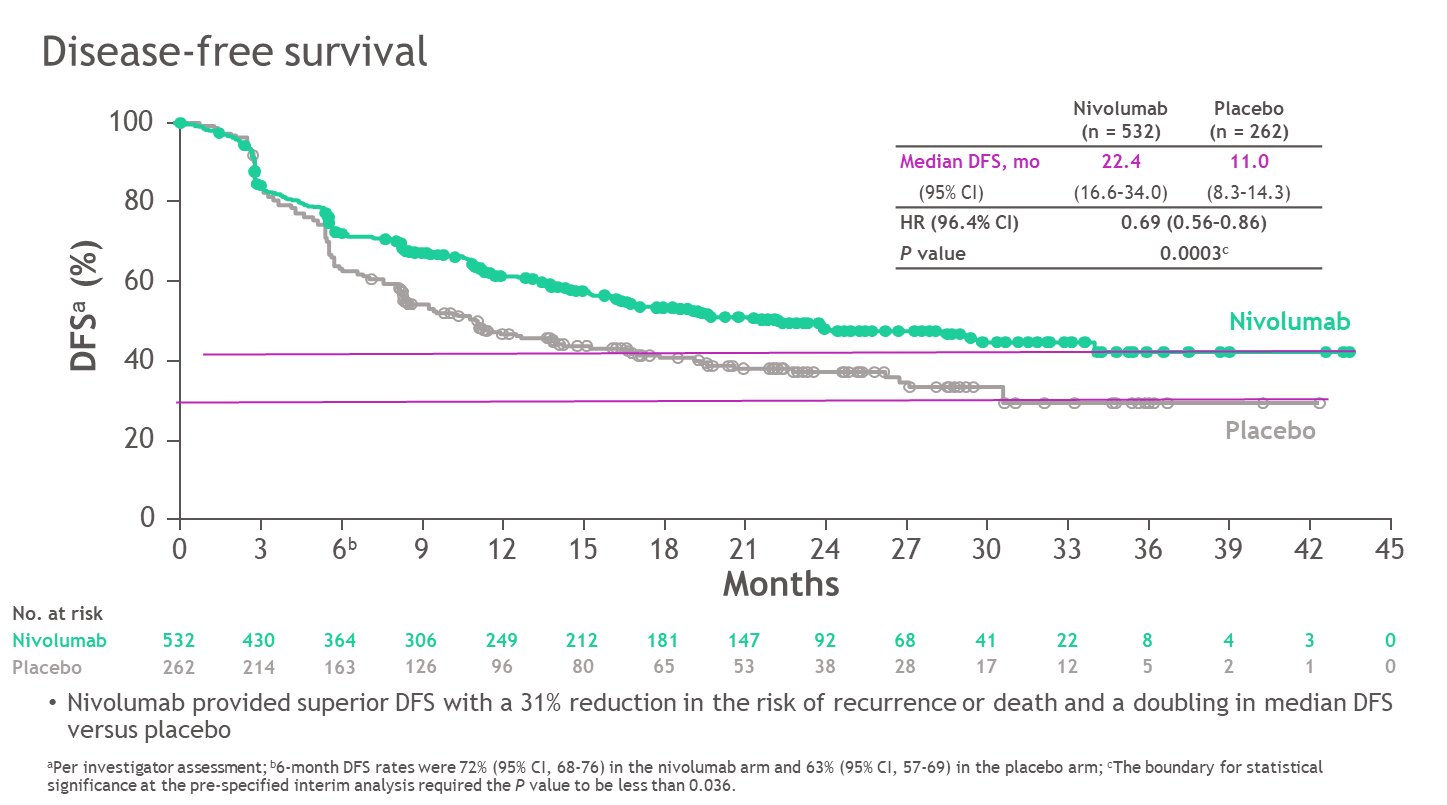 Disease-free survival
Nivolumab Placebo
(n = 532) (n = 262)
Median DFS, mo 22.4 11.0
(95% CI) (16.6-34.0) (8.3-14.3)
HR (96.4% CI) 0.69 (0.56-0.86)
P value 0.0003ᶜ
DFSᵃ (%)
100
80
60
40
20
0
Nivolumab
Placebo
0 3 6ᵇ 9 12 15 18 21 24 27 30 33 36 39 42 45
Months
No. at risk
Nivolumab 532 430 364 306 249 212 181 147 92 68 41 22 8 4 3 0
Placebo 262 214 163 126 96 80 65 53 38 28 17 12 5 2 1 0
• Nivolumab provided superior DFS with a 31% reduction in the risk of recurrence or death and a doubling in median DFS
versus placebo
ᵃPer investigator assessment; ᵇ6-month DFS rates were 72% (95% CI, 68-76) in the nivolumab arm and 63% (95% CI, 57-69) in the placebo arm; ᶜThe boundary for statistical
significance at the pre-specified interim analysis required the P value to be less than 0.036.